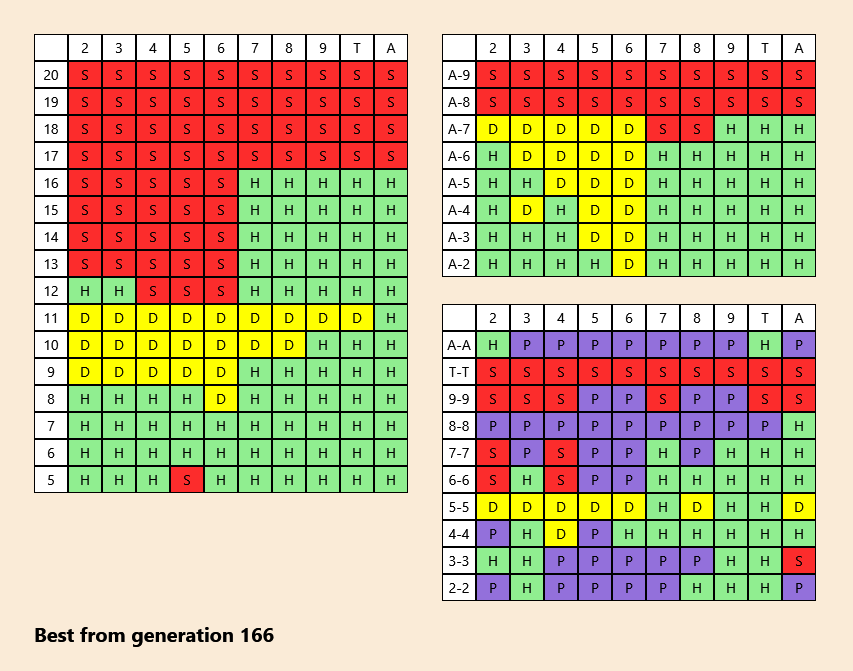 2 3 4 5 6 7 8 9 T A
20 S S S S S S S S S S
19 S S S S S S S S S S
18 S S S S S S S S S S
17 S S S S S S S S S S
16 S S S S S H H H H H
15 S S S S S H H H H H
14 S S S S S H H H H H
13 S S S S S H H H H H
12 H H S S S H H H H H
11 D D D D D D D D D H
10 D D D D D D D H H H
9 D D D D D H H H H H
8 H H H H D H H H H H
7 H H H H H H H H H H
6 H H H H H H H H H H
5 H H H S H H H H H H
2 3 4 5 6 7 8 9 T A
A-9 S S S S S S S S S S
A-8 S S S S S S S S S S
A-7 D D D D D S S H H H
A-6 H D D D D H H H H H
A-5 H H D D D H H H H H
A-4 H D H D D H H H H H
A-3 H H H D D H H H H H
A-2 H H H H D H H H H H
2 3 4 5 6 7 8 9 T A
A-A H P P P P P P P H P
T-T S S S S S S S S S S
9-9 S S S P P S P P S S
8-8 P P P P P P P P P H
7-7 S P S P P H P H H H
6-6 S H S P P H H H H H
5-5 D D D D D H D H H D
4-4 P H D P H H H H H H
3-3 H H P P P P P H H S
2-2 P H P P P P H H H P
Best from generation 166